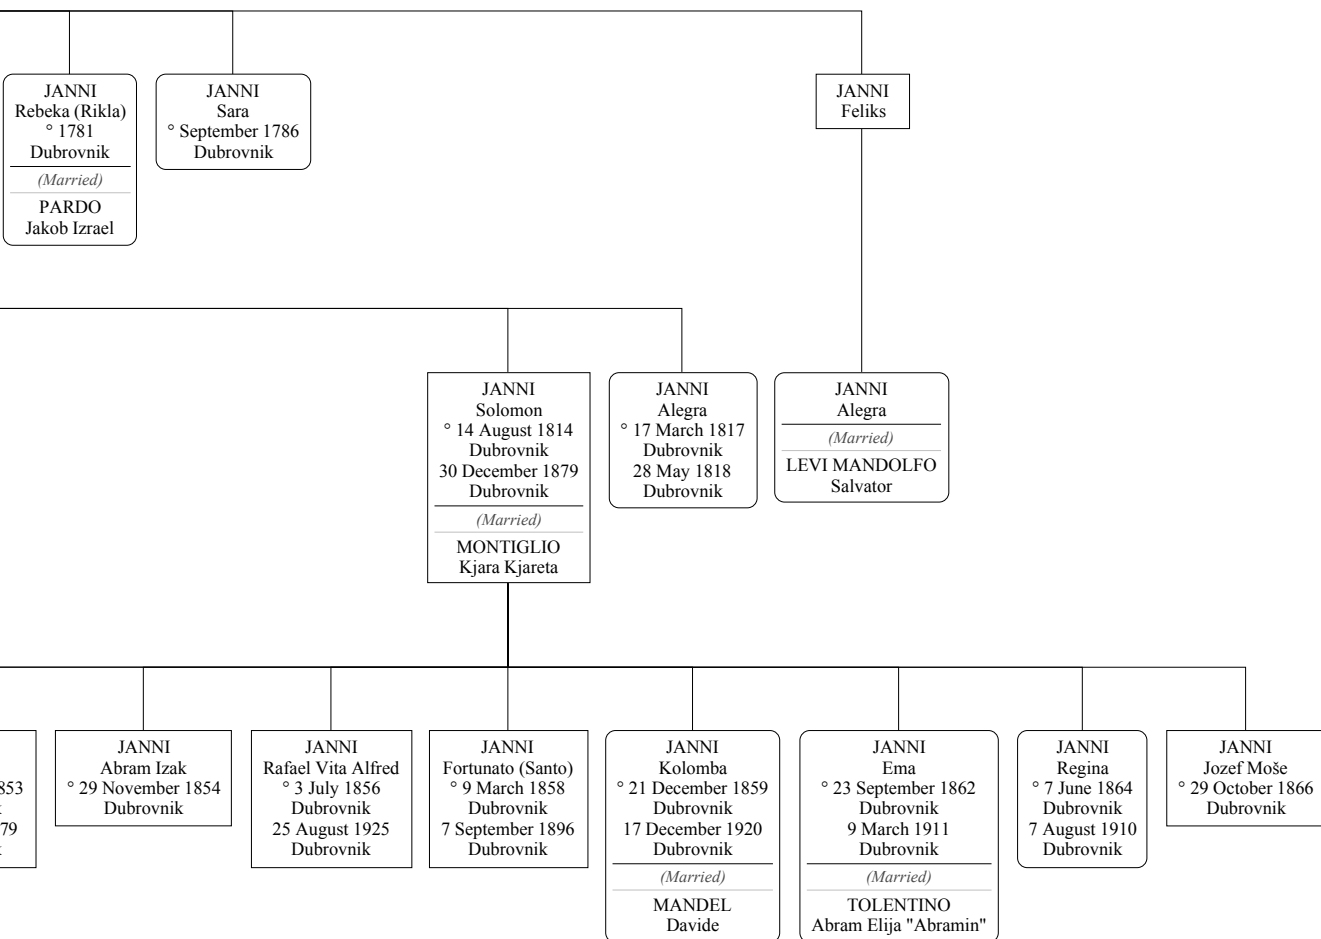 JANNI
Rebeka (Rikla)
° 1781
Dubrovnik
(Married)
PARDO
Jakob Izrael
JANNI
Sara
° September 1786
Dubrovnik
JANNI
Feliks
JANNI
Solomon
° 14 August 1814
Dubrovnik
30 December 1879
Dubrovnik
(Married)
MONTIGLIO
Kjara Kjareta
JANNI
Alegra
° 17 March 1817
Dubrovnik
28 May 1818
Dubrovnik
JANNI
Alegra
(Married)
LEVI MANDOLFO
Salvator
853
79
JANNI
Abram Izak
° 29 November 1854
Dubrovnik
JANNI
Rafael Vita Alfred
° 3 July 1856
Dubrovnik
25 August 1925
Dubrovnik
JANNI
Fortunato (Santo)
° 9 March 1858
Dubrovnik
7 September 1896
Dubrovnik
JANNI
Kolomba
° 21 December 1859
Dubrovnik
17 December 1920
Dubrovnik
(Married)
MANDEL
Davide
JANNI
Ema
° 23 September 1862
Dubrovnik
9 March 1911
Dubrovnik
(Married)
TOLENTINO
Abram Elija "Abramin"
JANNI
Regina
° 7 June 1864
Dubrovnik
7 August 1910
Dubrovnik
JANNI
Jozef Moše
° 29 October 1866
Dubrovnik